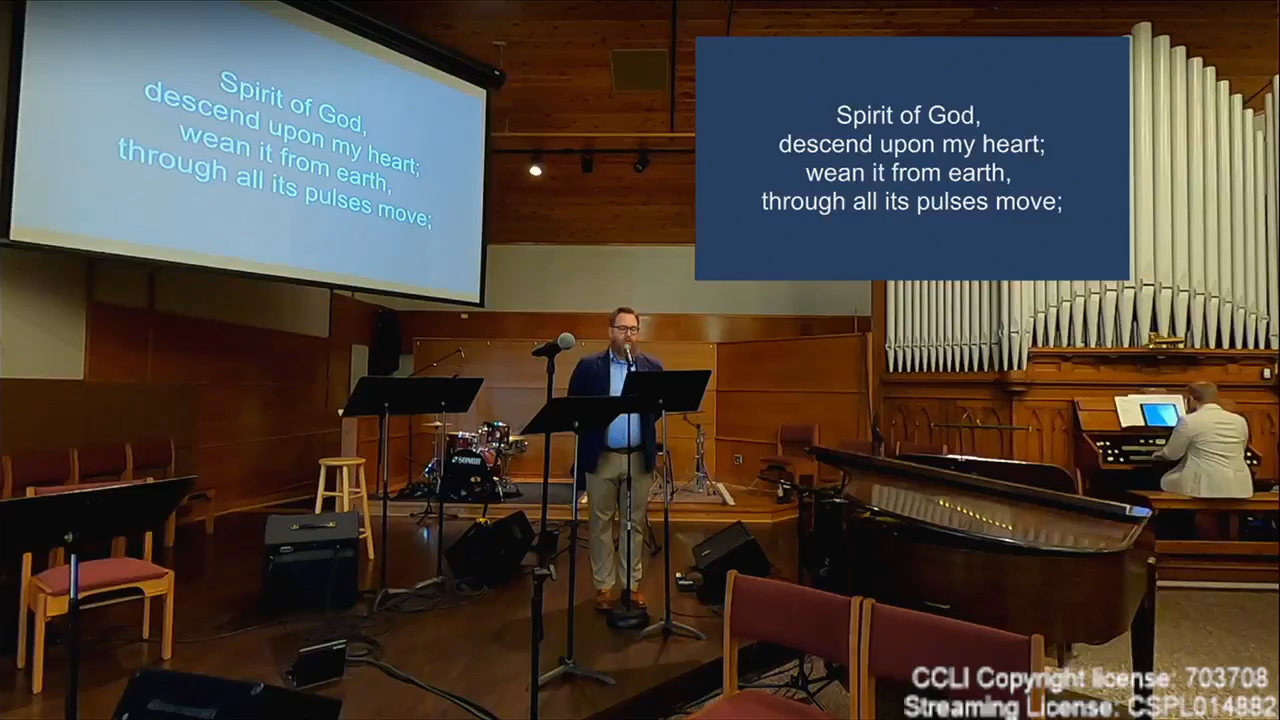 Spirit of God,
descend upon my heart;
wean it from earth,
through all its pulses move;
Spirit of God,
descend upon my heart;
wean it from earth,
through all its pulses move;
SONOR
CCLI Copyright license: 703708
Streaming License: CSPL014882